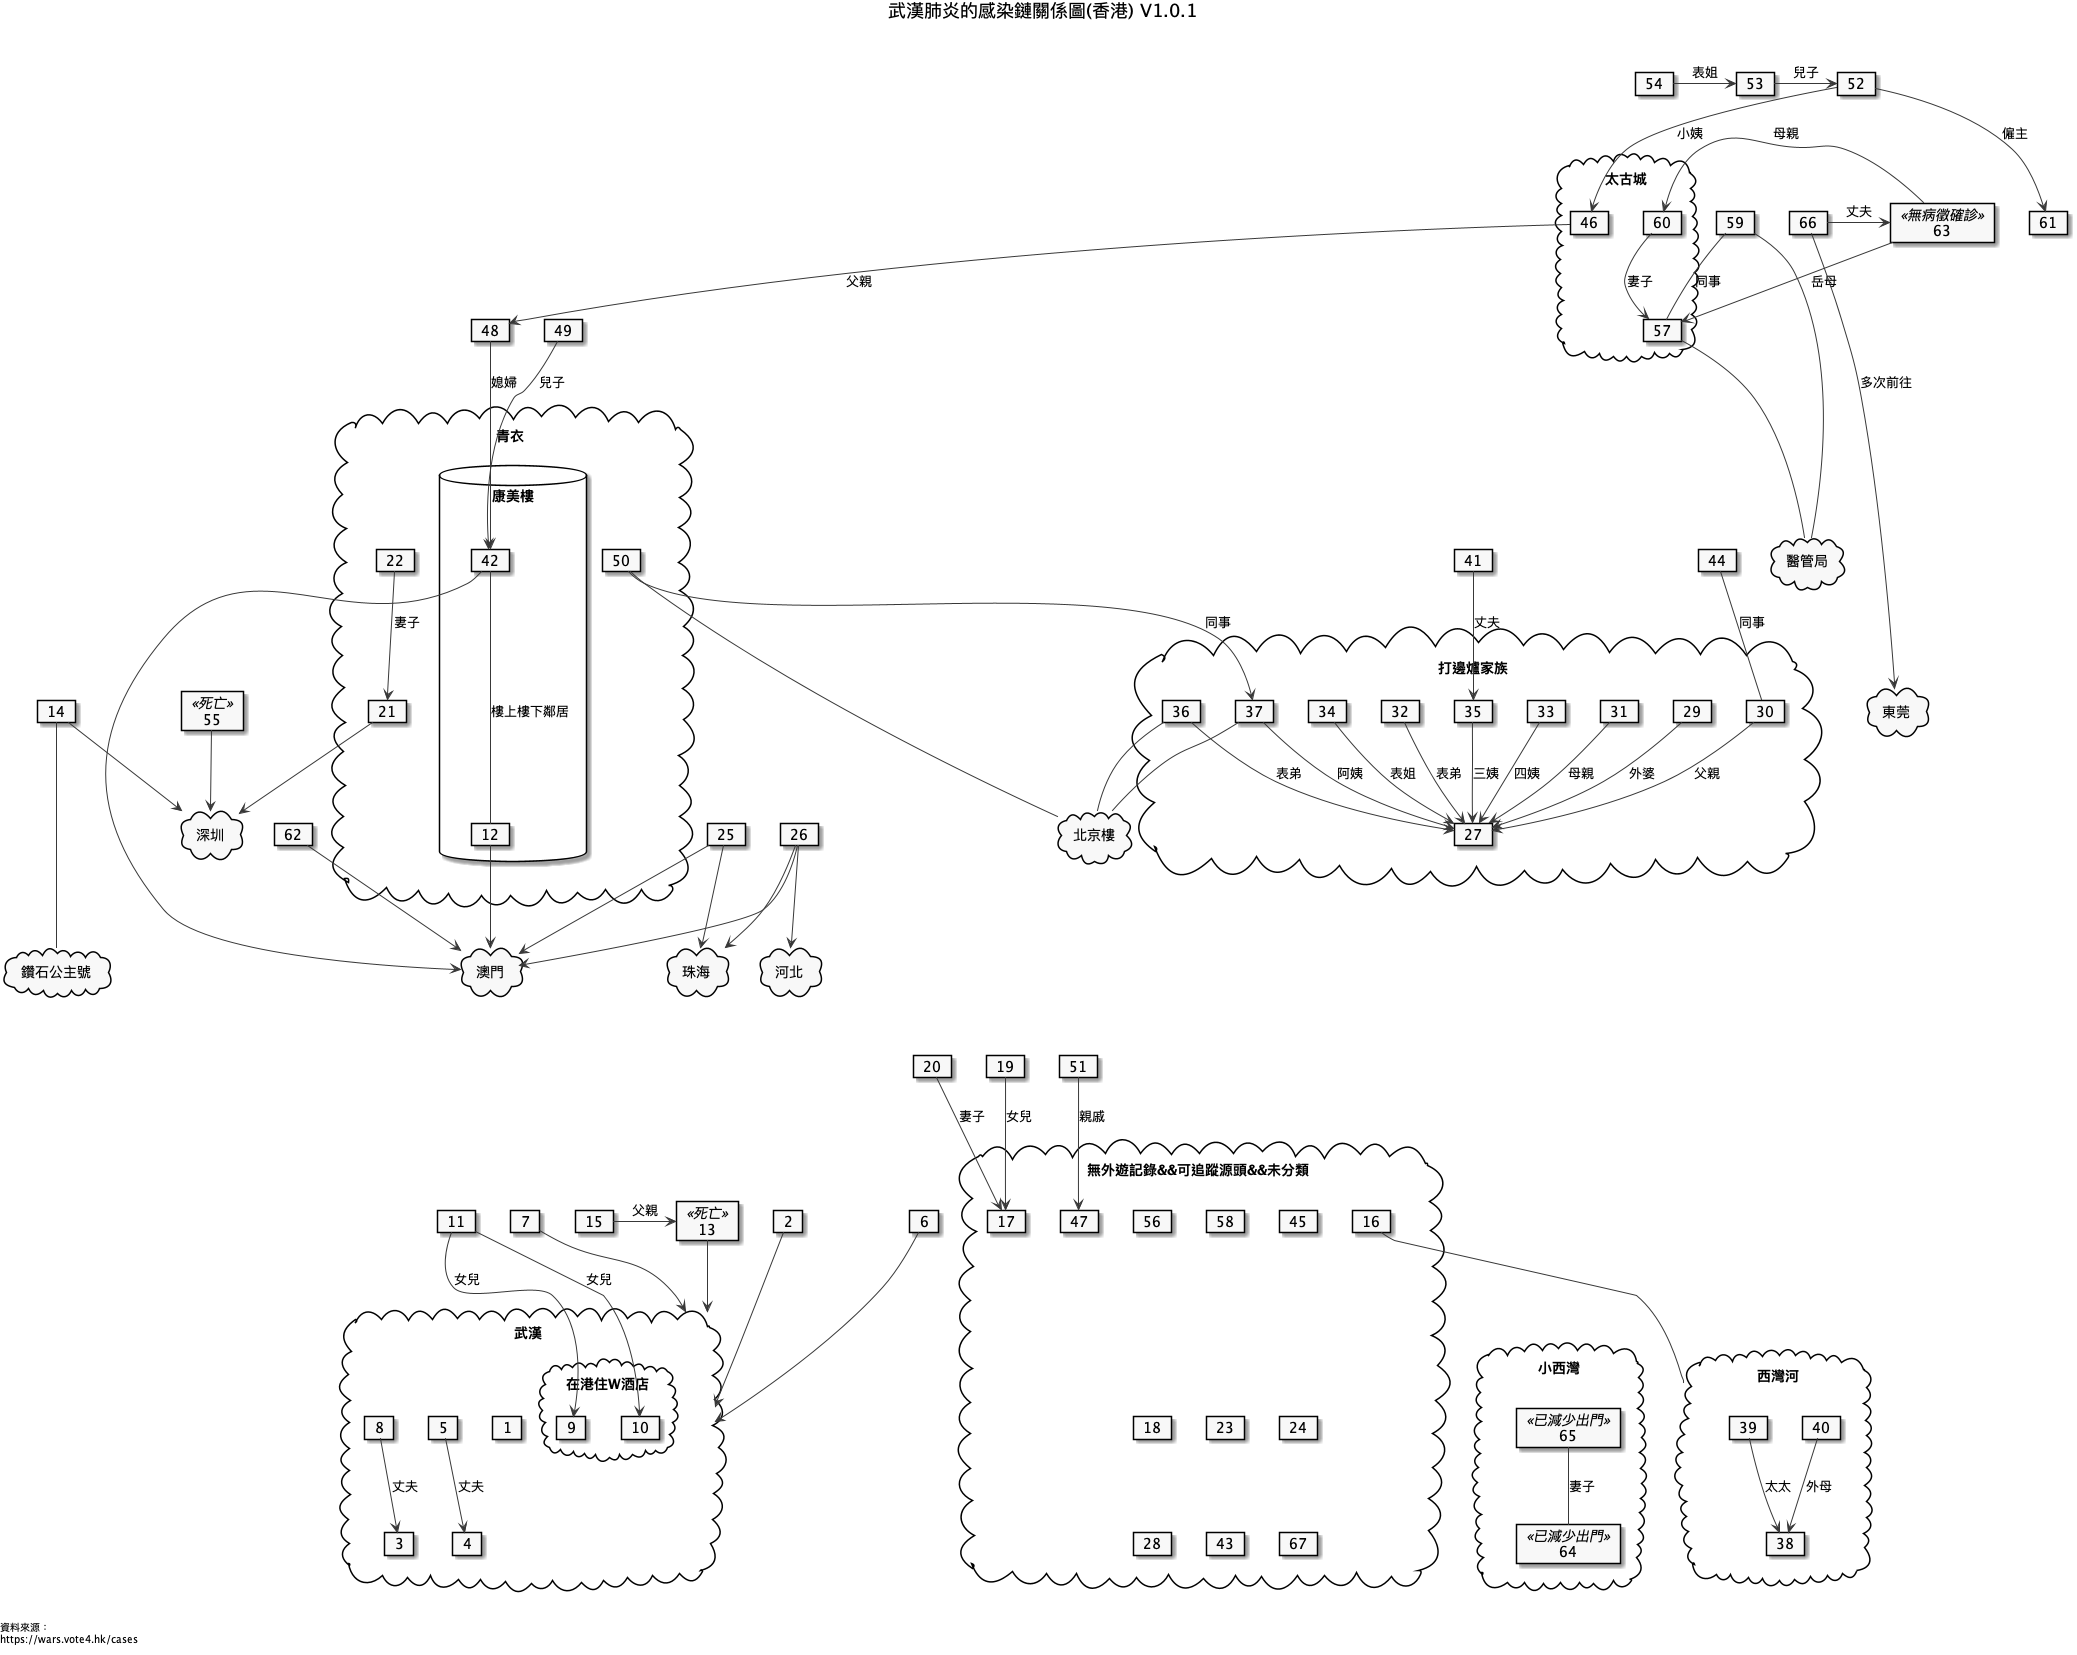 武漢肺炎的感染鏈關係圖(香港) V1.0.1
54
表姐
53
兒子
52
小姨
母親
僱主
太古城
46
60
59
66
丈夫
«無病徵確診»
63
61
父親
妻子
同事
岳母
48
49
57
媳婦
兒子
多次前往
青衣
康美樓
22
42
50
41
44
醫管局
妻子
同事
丈夫
同事
打邊爐家族
14
«死亡»
55
21
樓上樓下鄰居
36
37
34
32
35
33
31
29
30
東莞
表弟
阿姨
表姐
表弟
三姨
四姨
母親
外婆
父親
深圳
62
12
25
26
北京樓
27
鑽石公主號
澳門
珠海
河北
20
19
51
妻子
女兒
親戚
無外遊記錄&&可追蹤源頭&&未分類
11
7
15
父親
«死亡»
13
2
6
17
47
56
58
45
16
女兒
女兒
武漢
在港住W酒店
小西灣
西灣河
8
5
1
9
10
18
23
24
«已減少出門»
65
39
40
丈夫
丈夫
妻子
太太
外母
3
4
28
43
67
«已減少出門»
64
38
資料來源：
https://wars.vote4.hk/cases